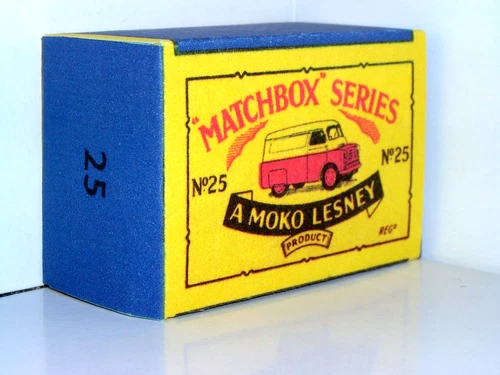 "MATCHBOX" SERIES
Nº25
Nº25
A MOKO LESNEY
PRODUCT
REGD
25